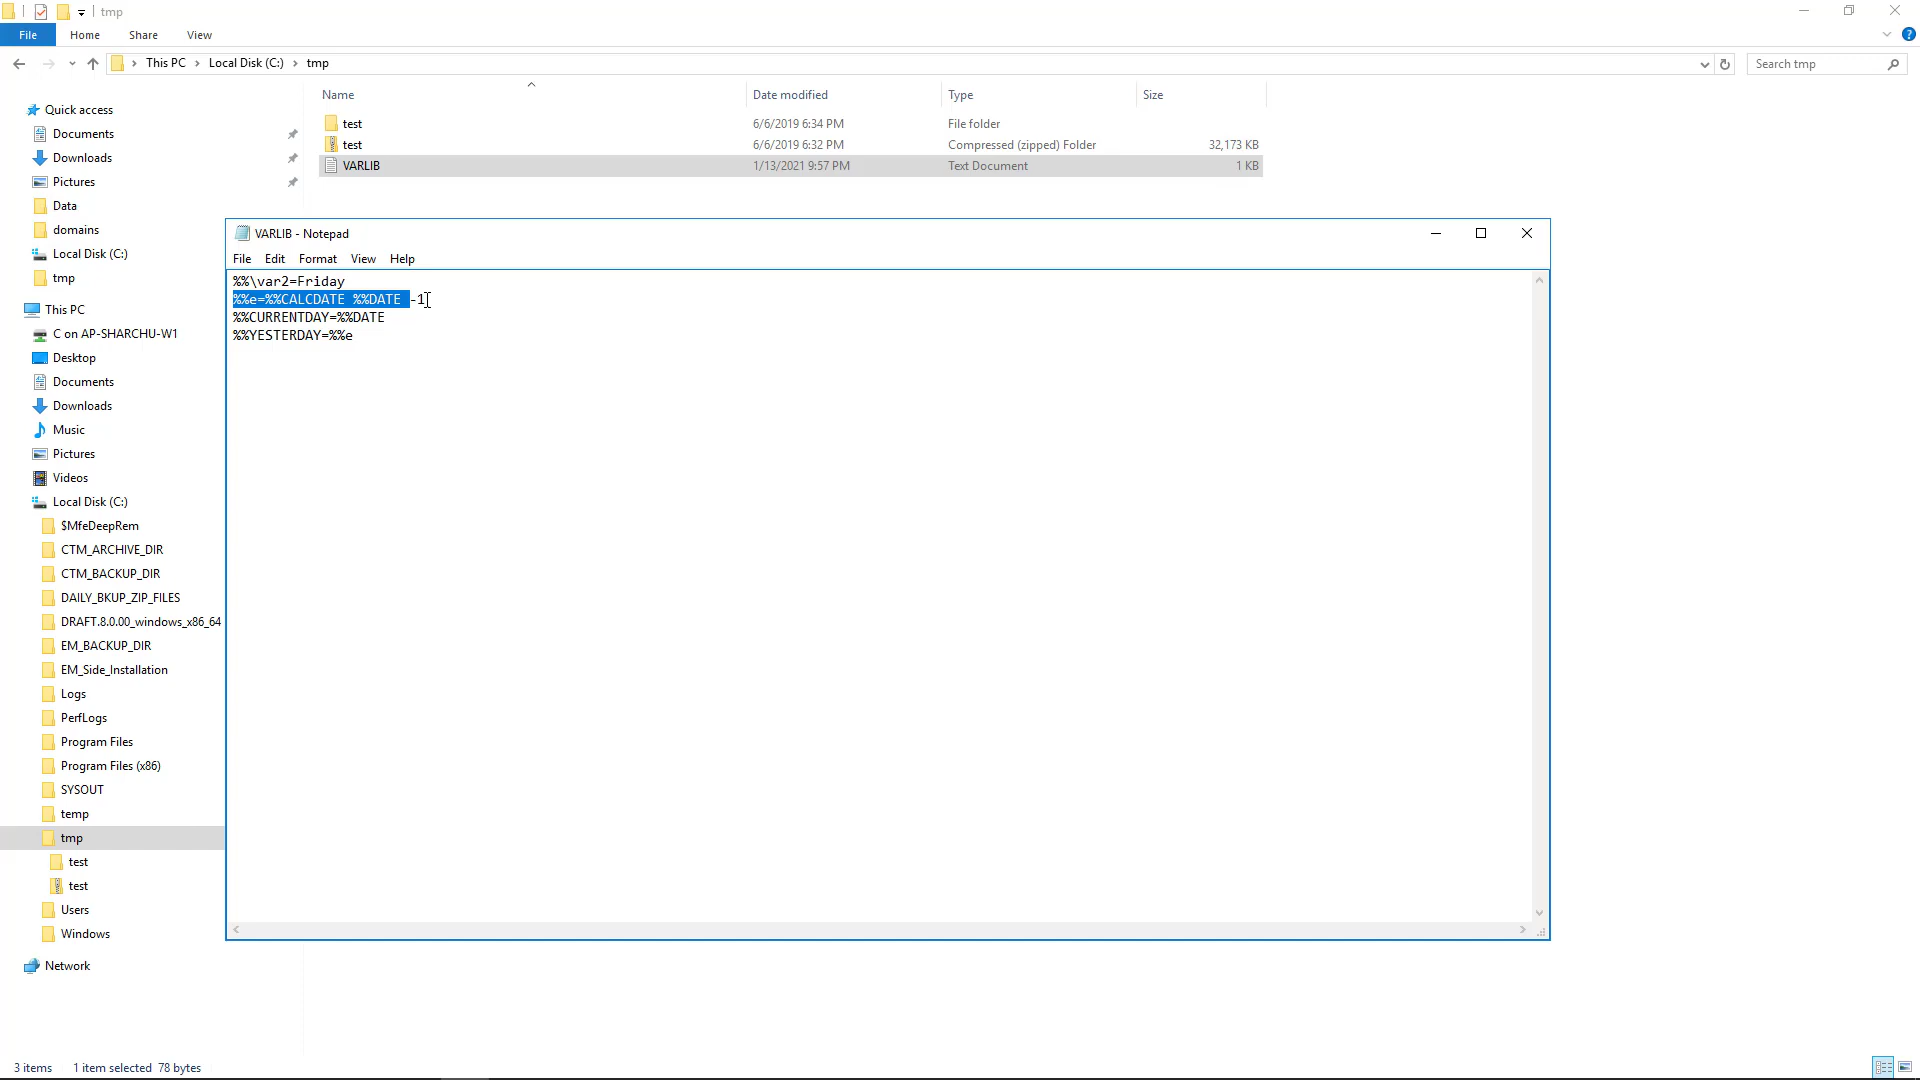 tmp
File
Home
Share
View
This PC
Local Disk (C:)
tmp
Search tmp
Name
Date modified
Type
Size
test
6/6/2019 6:34 PM
File folder
test
6/6/2019 6:32 PM
Compressed (zipped) Folder
32,173 KB
VARLIB
1/13/2021 9:57 PM
Text Document
1 KB
Quick access
Documents
Downloads
Pictures
Data
domains
Local Disk (C:)
tmp
This PC
C on AP-SHARCHU-W1
Desktop
Documents
Downloads
Music
Pictures
Videos
Local Disk (C:)
$MfeDeepRem
CTM_ARCHIVE_DIR
CTM_BACKUP_DIR
DAILY_BKUP_ZIP_FILES
DRAFT.8.0.00_windows_x86_64
EM_BACKUP_DIR
EM_Side_Installation
Logs
PerfLogs
Program Files
Program Files (x86)
SYSOUT
temp
tmp
test
test
Users
Windows
Network
VARLIB - Notepad
File Edit Format View Help
%%\var2=Friday
%%e=%%CALCDATE %%DATE -1
%%CURRENTDAY=%%DATE
%%YESTERDAY=%%e
3 items
1 item selected 78 bytes